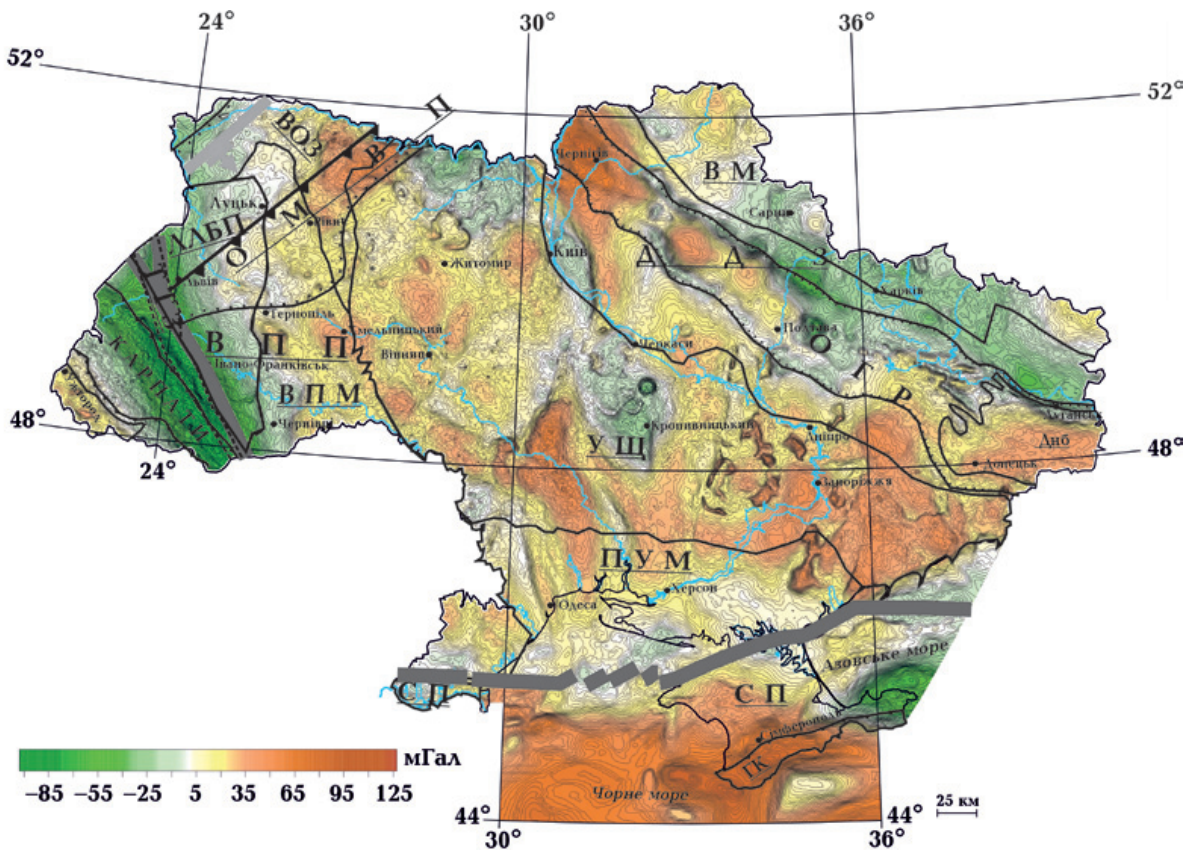 24°
30°
36°
52°
52°
ВОЗ
П
В
М
О
Чернігів
В М
Луцьк
Рівне
Суми
ЛЛБП
Київ
Житомир
Д Д З
Львів
Харків
Тернопіль
Хмельницький
Полтава
В П П
Вінниця
Черкаси
О
Г
Р
Івано-Франківськ
КАРПАТИ
В П М
Луганськ
48°
Чернівці
Кропивницький
Дніпро
Днб
48°
24°
У Щ
Донецьк
Запоріжжя
П У М
Херсон
Одеса
Азовське море
С П
С П
Сімферополь
ГК
мГал
−85 −55 −25 5 35 65 95 125
Чорне море
25 км
44°
44°
30°
36°